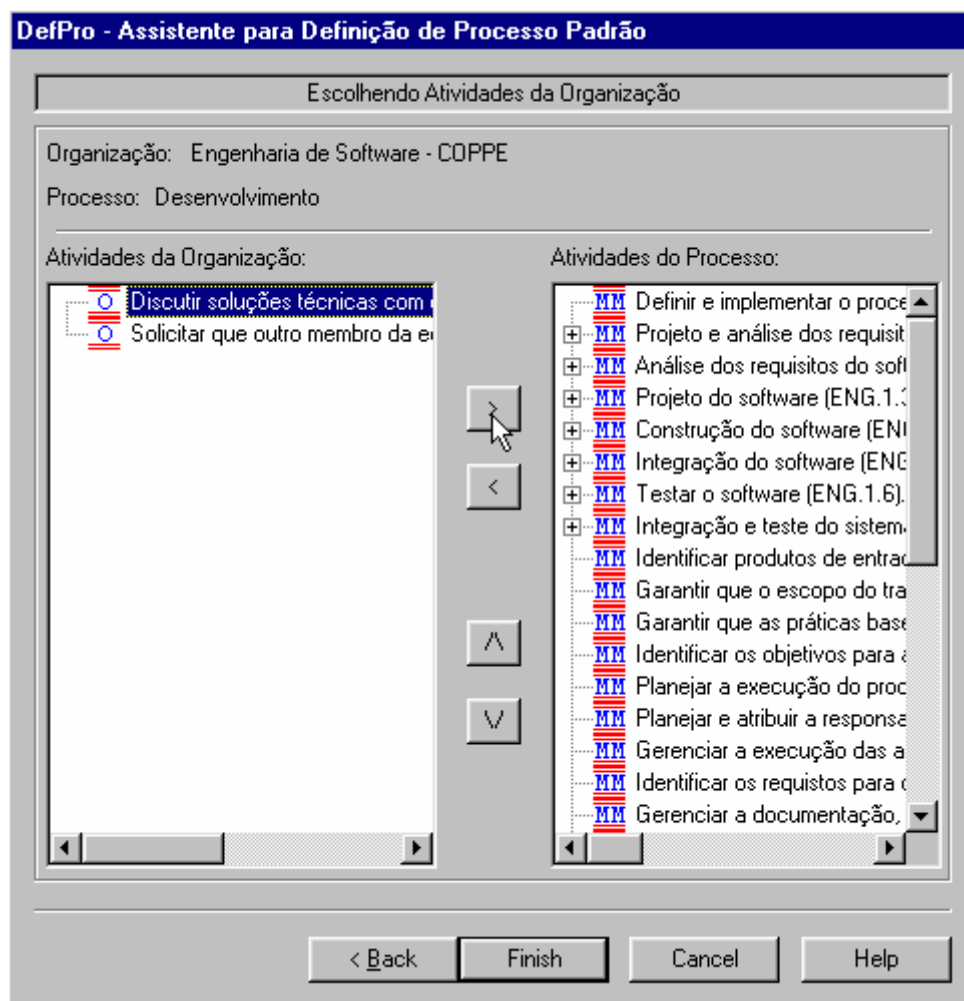 DefPro - Assistente para Definição de Processo Padrão
Escolhendo Atividades da Organização
Organização: Engenharia de Software - COPPE
Processo: Desenvolvimento
Atividades da Organização:
O Discutir soluções técnicas com
O Solicitar que outro membro da
>
<
/\
\/
Atividades do Processo:
MM Definir e implementar o proce
MM Projeto e análise dos requisit
MM Análise dos requisitos do soft
MM Projeto do software (ENG.1.3
MM Construção do software (EN
MM Integração do software (ENG
MM Testar o software (ENG.1.6).
MM Integração e teste do sistem
MM Identificar produtos de entrad
MM Garantir que o escopo do tra
MM Garantir que as práticas base
MM Identificar os objetivos para
MM Planejar a execução do proc
MM Planejar e atribuir a responsa
MM Gerenciar a execução das a
MM Identificar os requistos para
MM Gerenciar a documentação,
< Back
Finish
Cancel
Help